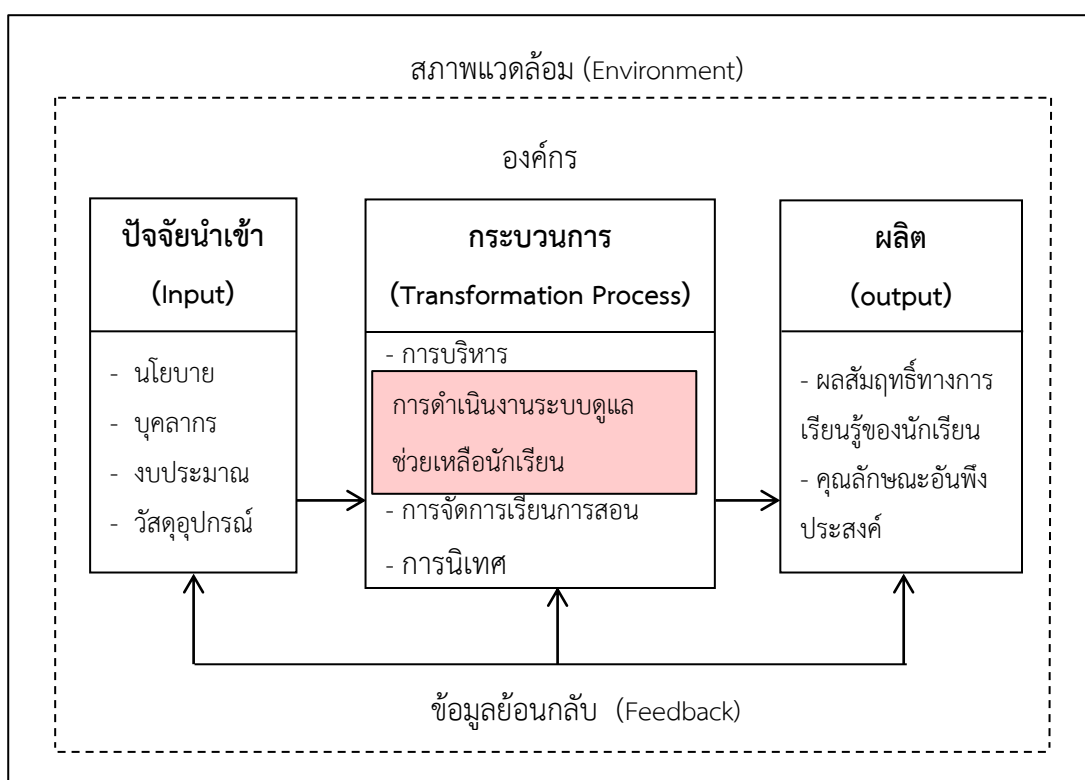 สภาพแวดล้อม (Environment)
องค์กร
ปัจจัยนำเข้า
(Input)
- นโยบาย
- บุคลากร
- งบประมาณ
- วัสดุอุปกรณ์
กระบวนการ
(Transformation Process)
- การบริหาร
การดำเนินงานระบบดูแล
ช่วยเหลือนักเรียน
- การจัดการเรียนการสอน
- การนิเทศ
ผลิต
(output)
- ผลสัมฤทธิ์ทางการ
เรียนรู้ของนักเรียน
- คุณลักษณะอันพึง
ประสงค์
ข้อมูลย้อนกลับ (Feedback)